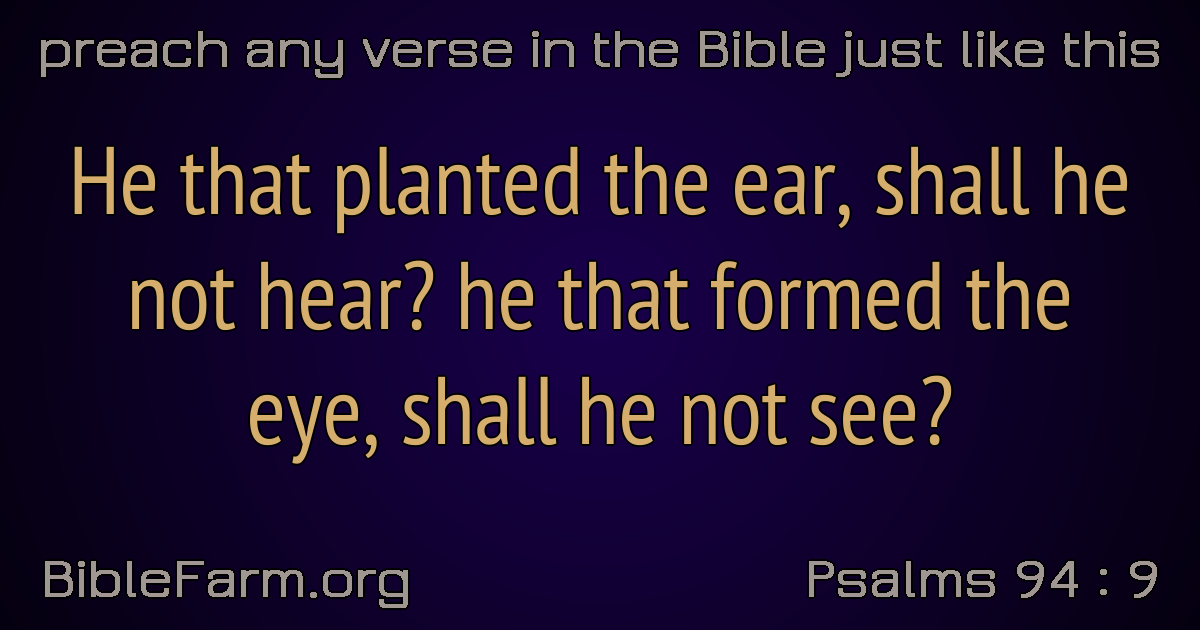 preach any verse in the Bible just like this
He that planted the ear, shall he
not hear? he that formed the
eye, shall he not see?
BibleFarm.org
Psalms 94 : 9